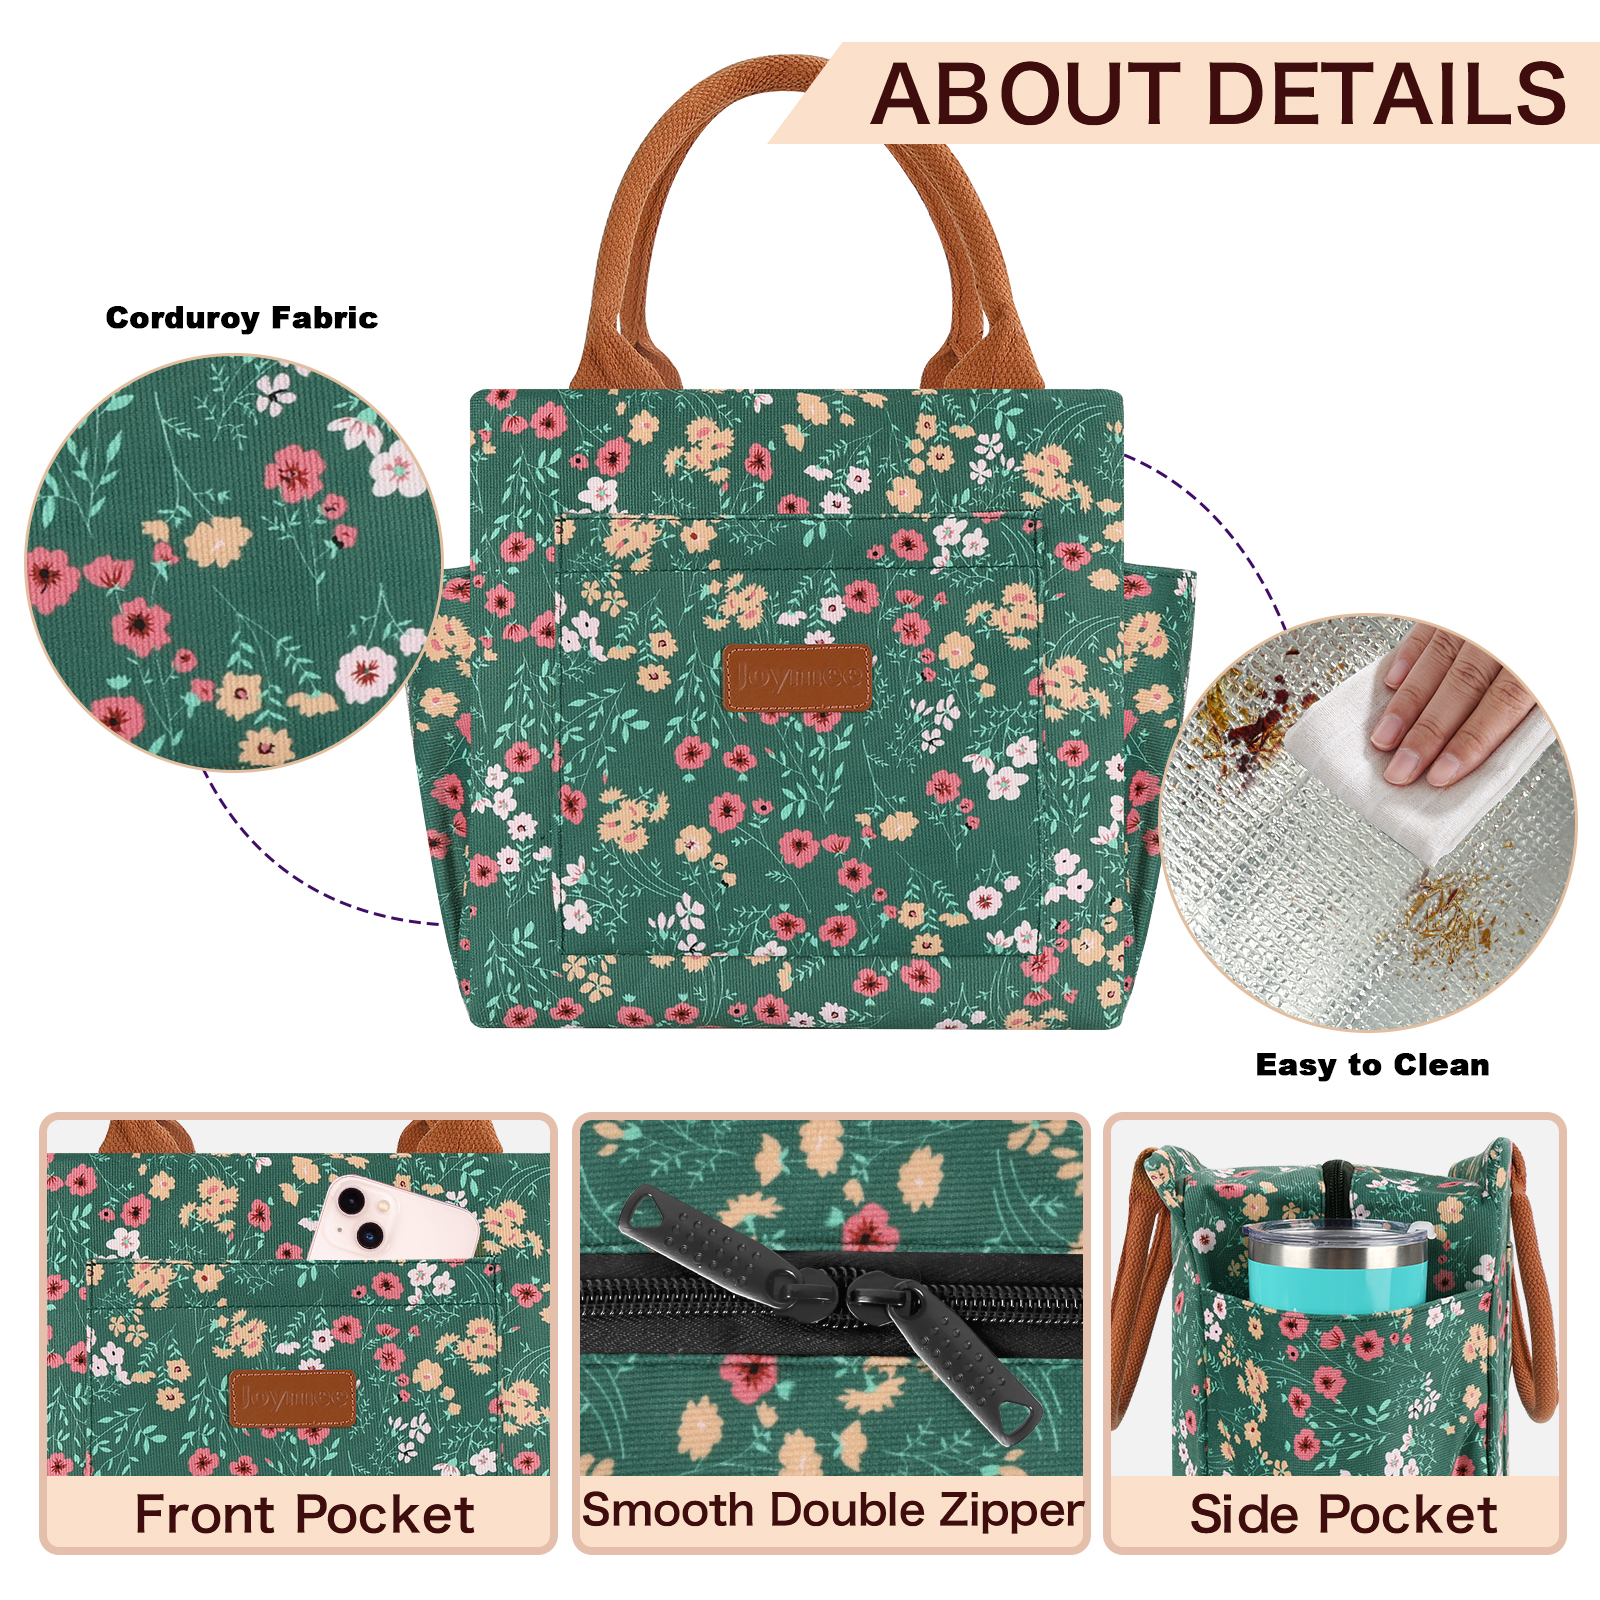 ABOUT DETAILS
Corduroy Fabric
Joymee
Easy to Clean
Joymee
Front Pocket
Smooth Double Zipper
Side Pocket